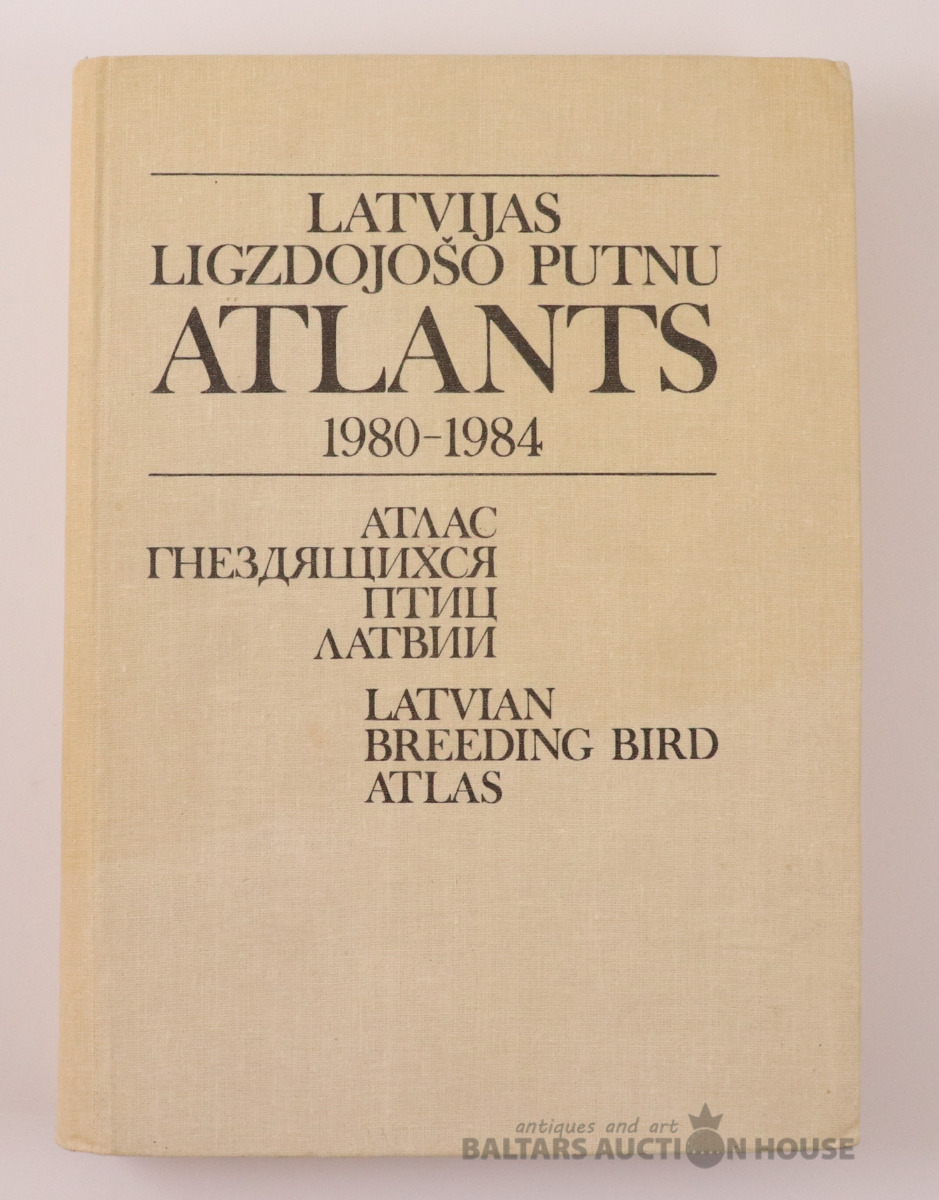 LATVIJAS
LIGZDOJOŠO PUTNU
ATLANTS
1980-1984
АТЛАС
ГНЕЗДЯЩИХСЯ
ПТИЦ
ЛАТВИИ
LATVIAN
BREEDING BIRD
ATLAS
antiques and art
BALTARS AUCTION HOUSE